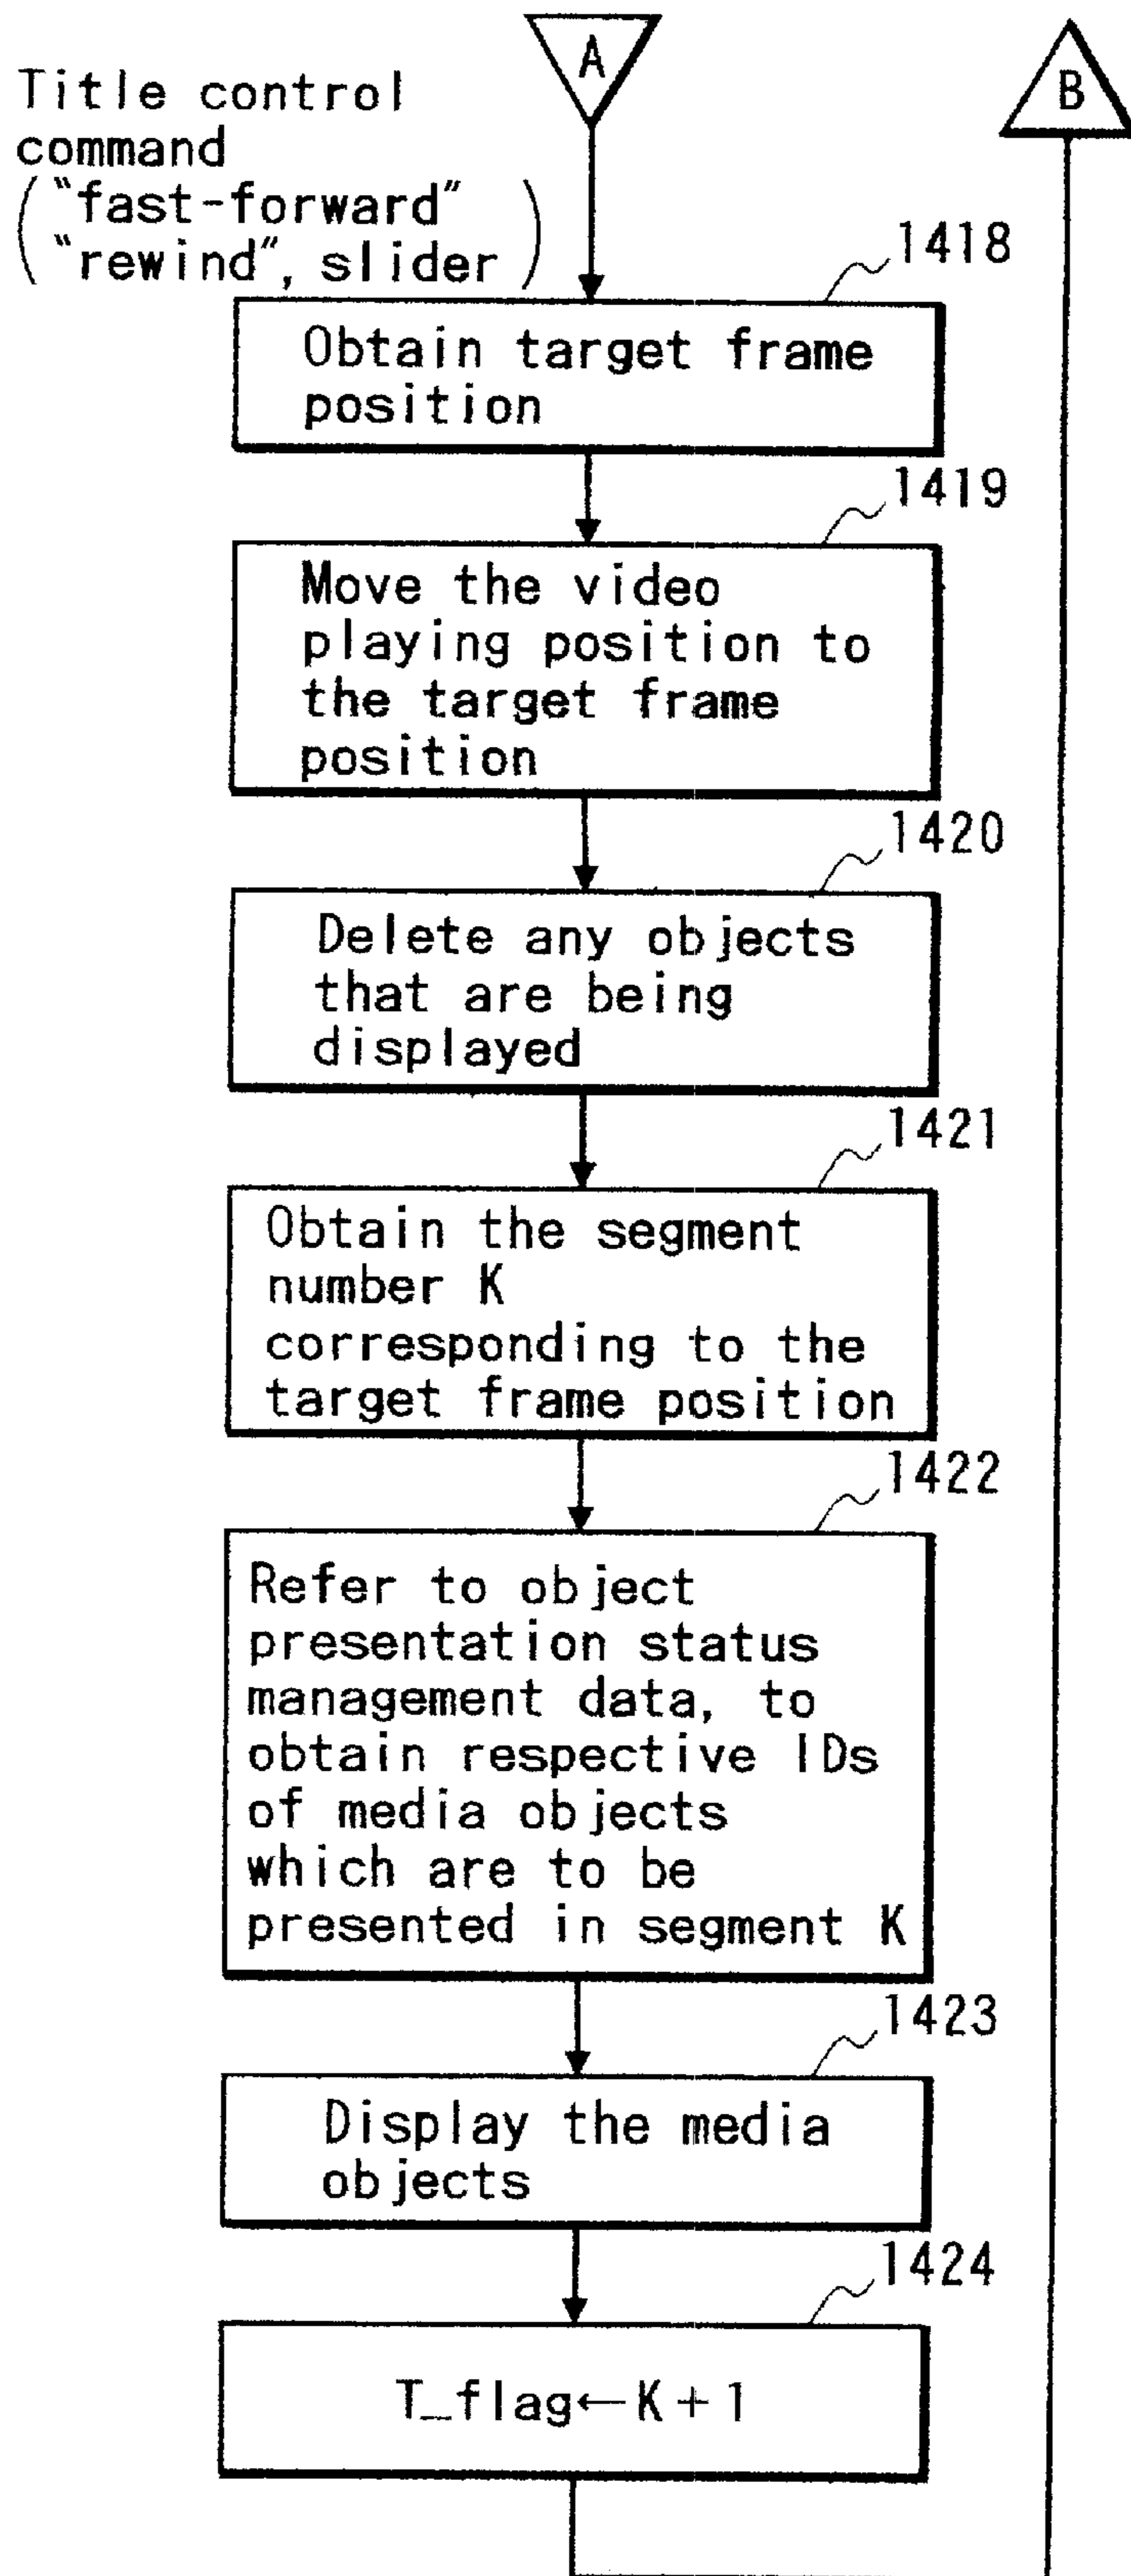 A
B
Title control
command
("fast-forward"
"rewind", slider)
1418
Obtain target frame
position
1419
Move the video
playing position to
the target frame
position
1420
Delete any objects
that are being
displayed
1421
Obtain the segment
number K
corresponding to the
target frame position
1422
Refer to object
presentation status
management data, to
obtain respective IDs
of media objects
which are to be
presented in segment K
1423
Display the media
objects
1424
T_flag←K+1